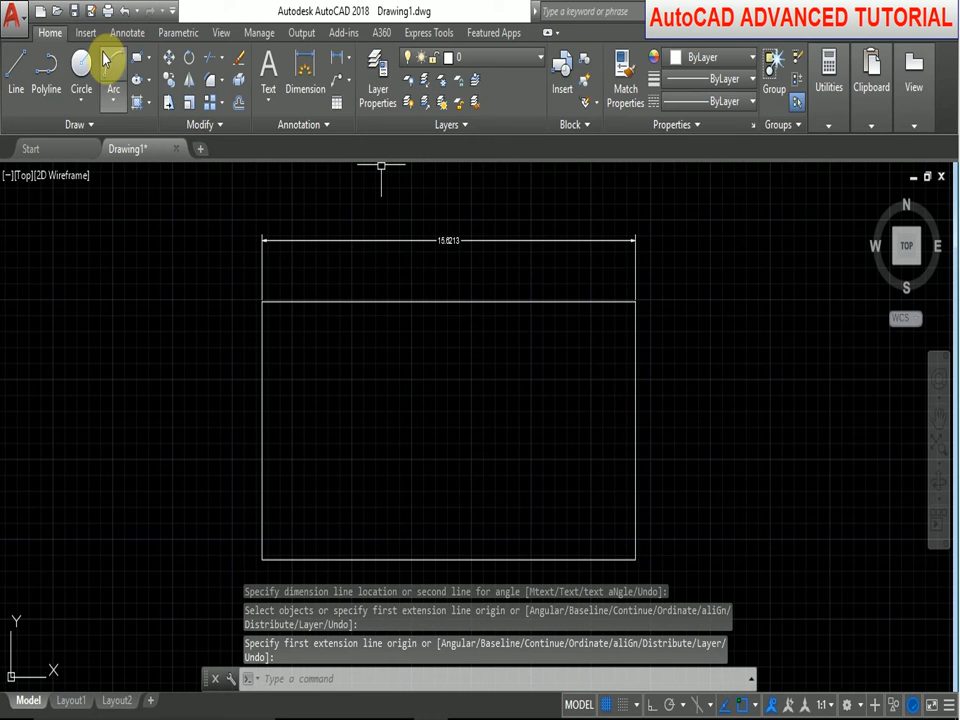 Autodesk AutoCAD 2018 Drawing1.dwg
Type a keyword or phrase
AutoCAD ADVANCED TUTORIAL
Home Insert Annotate Parametric View Manage Output Add-ins A360 Express Tools Featured Apps
Line Polyline Circle Arc
Text Dimension
Layer
Properties
0
Insert
Match
Properties
ByLayer
ByLayer
ByLayer
Group
Utilities
Clipboard
View
Draw Modify Annotation Layers Block Properties Groups
Start Drawing1*
[−][Top][2D Wireframe]
N
W TOP E
S
WCS
15.6213
Specify dimension line location or second line for angle [Mtext/Text/text aNgle/Undo]:
Select objects or specify first extension line origin or [Angular/Baseline/Continue/Ordinate/aliGn/
Distribute/Layer/Undo]:
Specify first extension line origin or [Angular/Baseline/Continue/Ordinate/aliGn/Distribute/Layer/
Undo]:
Type a command
Y
X
Model Layout1 Layout2
MODEL 1:1